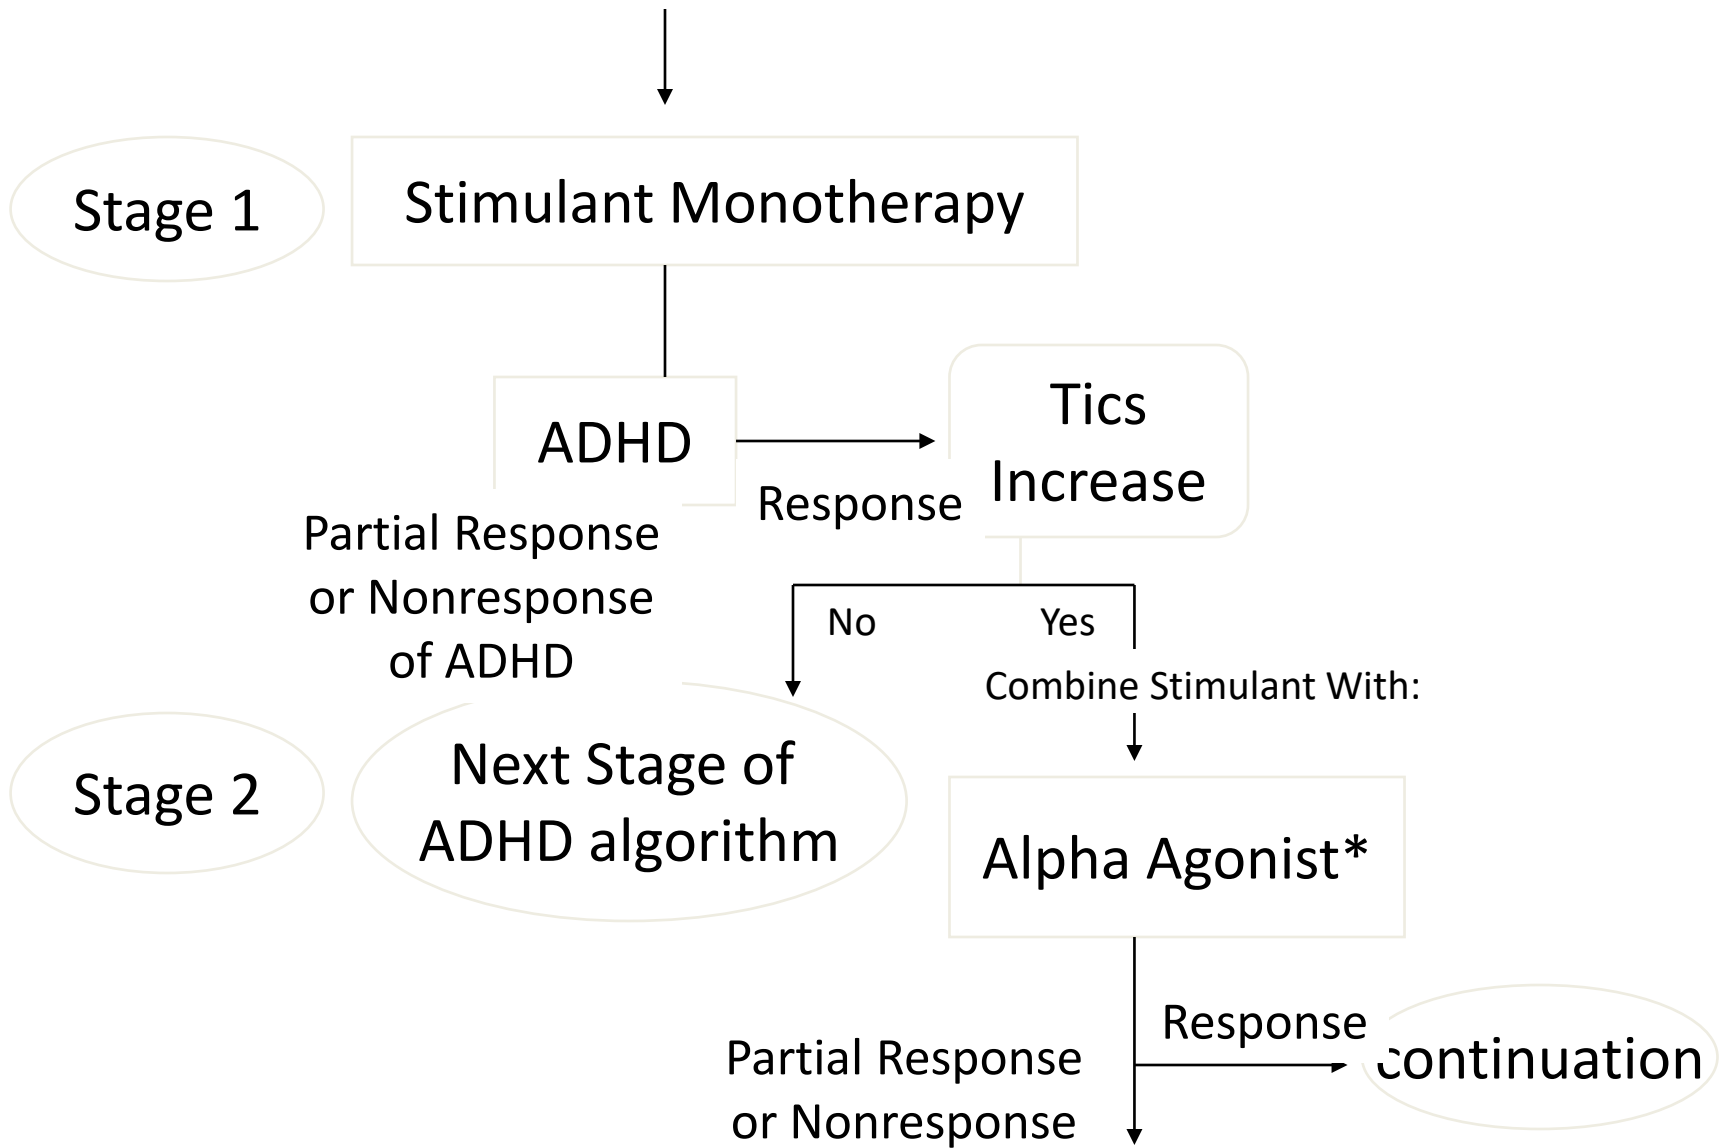 Stage 1
Stimulant Monotherapy
ADHD
Response
Tics
Increase
Partial Response
or Nonresponse
of ADHD
No
Yes
Combine Stimulant With:
Stage 2
Next Stage of
ADHD algorithm
Alpha Agonist*
Response
continuation
Partial Response
or Nonresponse